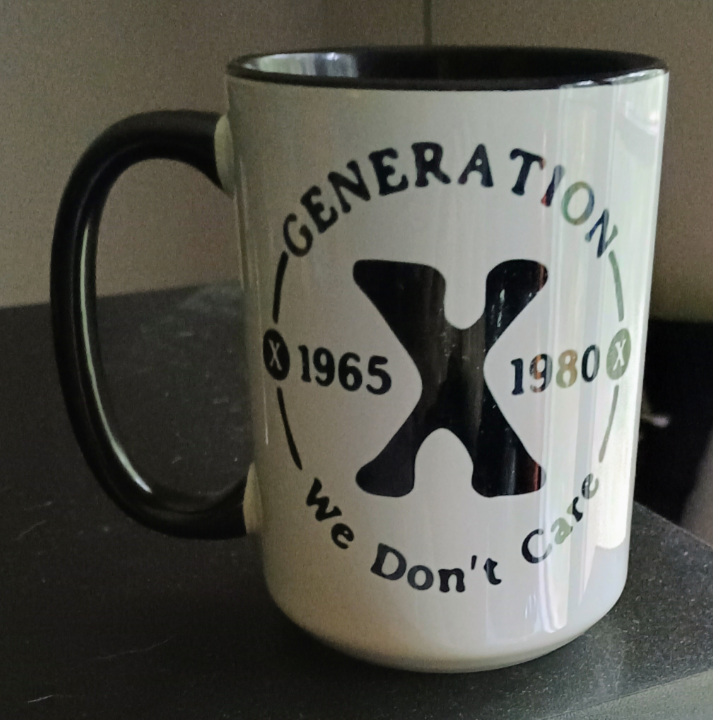 GENERATION
X
X 1965 1980 X
We Don't Care